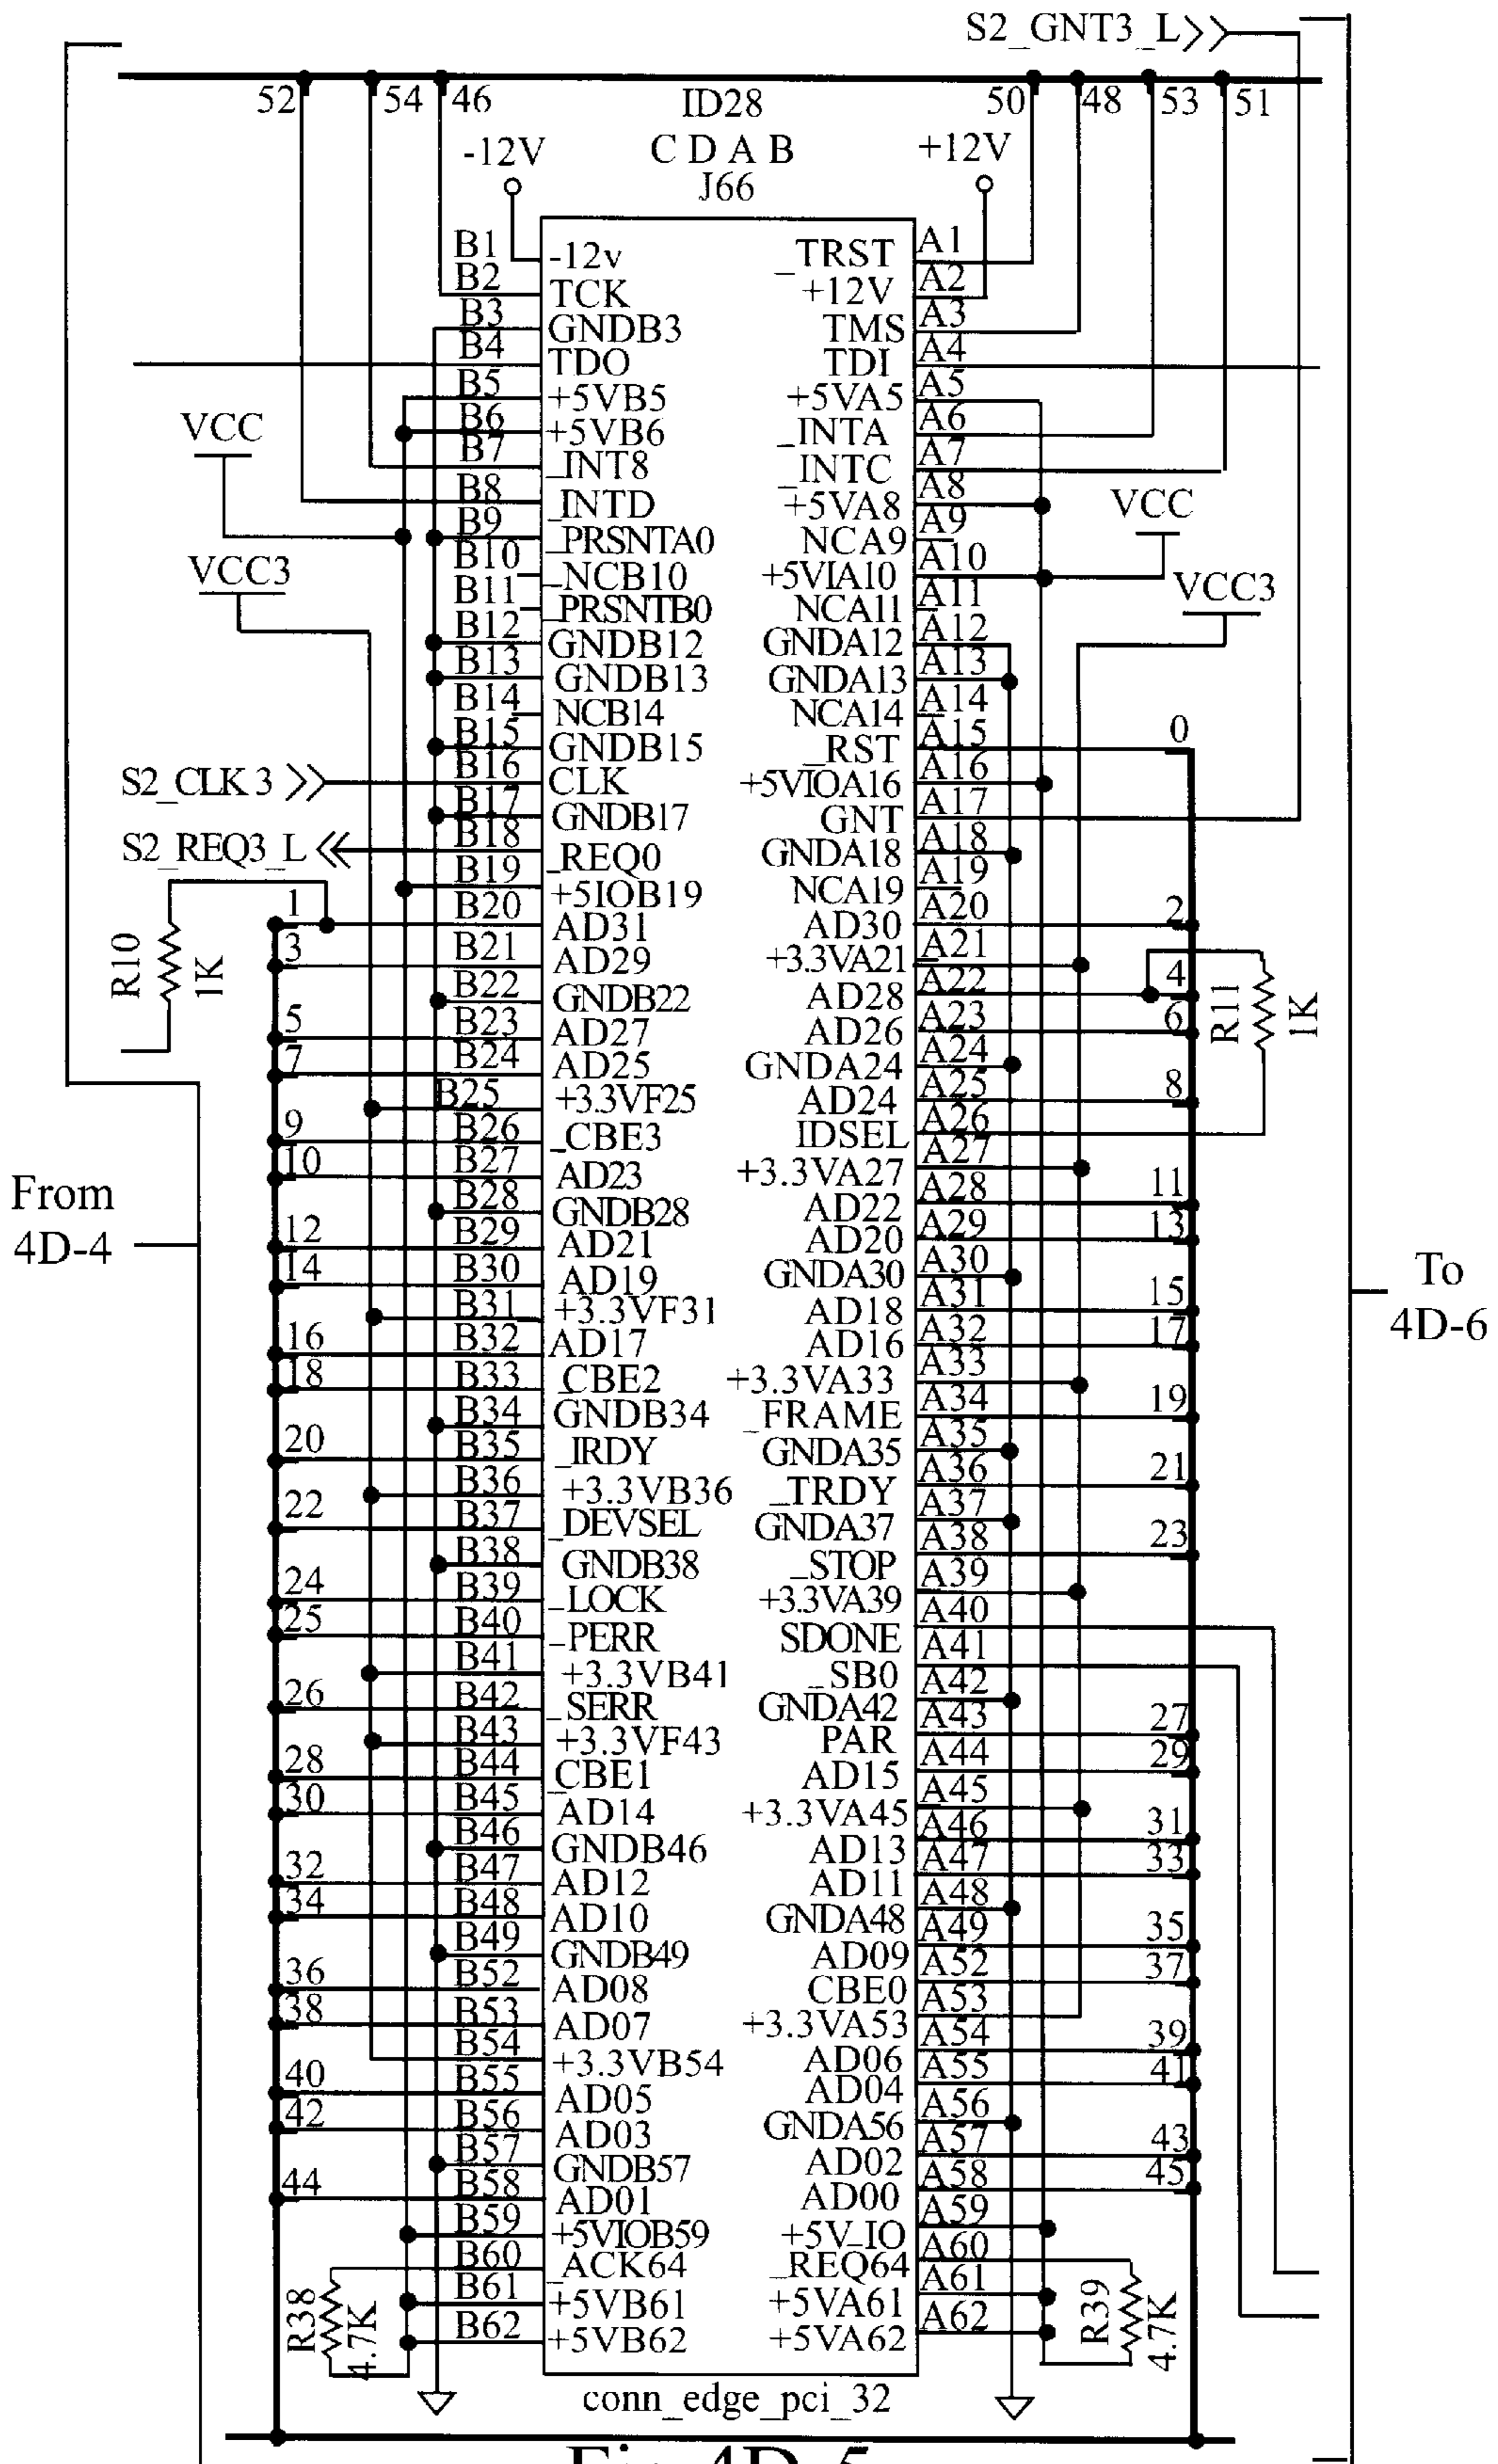 S2_GNT3_L
52 54 46 ID28 50 48 53 51
-12V C D A B +12V
J66
B1 -12v _TRST A1
B2 TCK +12V A2
B3 GNDB3 TMS A3
B4 TDO TDI A4
B5 +5VB5 +5VA5 A5
VCC B6 +5VB6 _INTA A6
B7 _INT8 _INTC A7
B8 _INTD +5VA8 A8 VCC
B9 _PRSNTA0 NCA9 A9
VCC3 B10 _NCB10 +5VIA10 A10 VCC3
B11 _PRSNTB0 NCA11 A11
B12 GNDB12 GNDA12 A12
B13 GNDB13 GNDA13 A13
B14 NCB14 NCA14 A14
B15 GNDB15 _RST A15 0
S2_CLK 3 B16 CLK +5VIOA16 A16
B17 GNDB17 GNT A17
S2_REQ3_L B18 _REQ0 GNDA18 A18
B19 +5IOB19 NCA19 A19
1 B20 AD31 AD30 A20 2
3 B21 AD29 +3.3VA21 A21
R10 1K B22 GNDB22 AD28 A22 4 R11 1K
5 B23 AD27 AD26 A23 6
7 B24 AD25 GNDA24 A24
B25 +3.3VF25 AD24 A25 8
9 B26 _CBE3 IDSEL A26
10 B27 AD23 +3.3VA27 A27
From B28 GNDB28 AD22 A28 11
4D-4 12 B29 AD21 AD20 A29 13
14 B30 AD19 GNDA30 A30 To
B31 +3.3VF31 AD18 A31 15 4D-6
16 B32 AD17 AD16 A32 17
18 B33 _CBE2 +3.3VA33 A33
B34 GNDB34 _FRAME A34 19
20 B35 _IRDY GNDA35 A35
B36 +3.3VB36 _TRDY A36 21
22 B37 _DEVSEL GNDA37 A37
B38 GNDB38 _STOP A38 23
24 B39 _LOCK +3.3VA39 A39
25 B40 _PERR SDONE A40
B41 +3.3VB41 _SB0 A41
26 B42 _SERR GNDA42 A42
B43 +3.3VF43 PAR A43 27
28 B44 _CBE1 AD15 A44 29
30 B45 AD14 +3.3VA45 A45
B46 GNDB46 AD13 A46 31
32 B47 AD12 AD11 A47 33
34 B48 AD10 GNDA48 A48
B49 GNDB49 AD09 A49 35
36 B52 AD08 CBE0 A52 37
38 B53 AD07 +3.3VA53 A53
B54 +3.3VB54 AD06 A54 39
40 B55 AD05 AD04 A55 41
42 B56 AD03 GNDA56 A56
B57 GNDB57 AD02 A57 43
44 B58 AD01 AD00 A58 45
B59 +5VIOB59 +5V_IO A59
B60 _ACK64 _REQ64 A60
R38 4.7K B61 +5VB61 +5VA61 A61 R39 4.7K
B62 +5VB62 +5VA62 A62
conn_edge_pci_32
Fig 4D-5